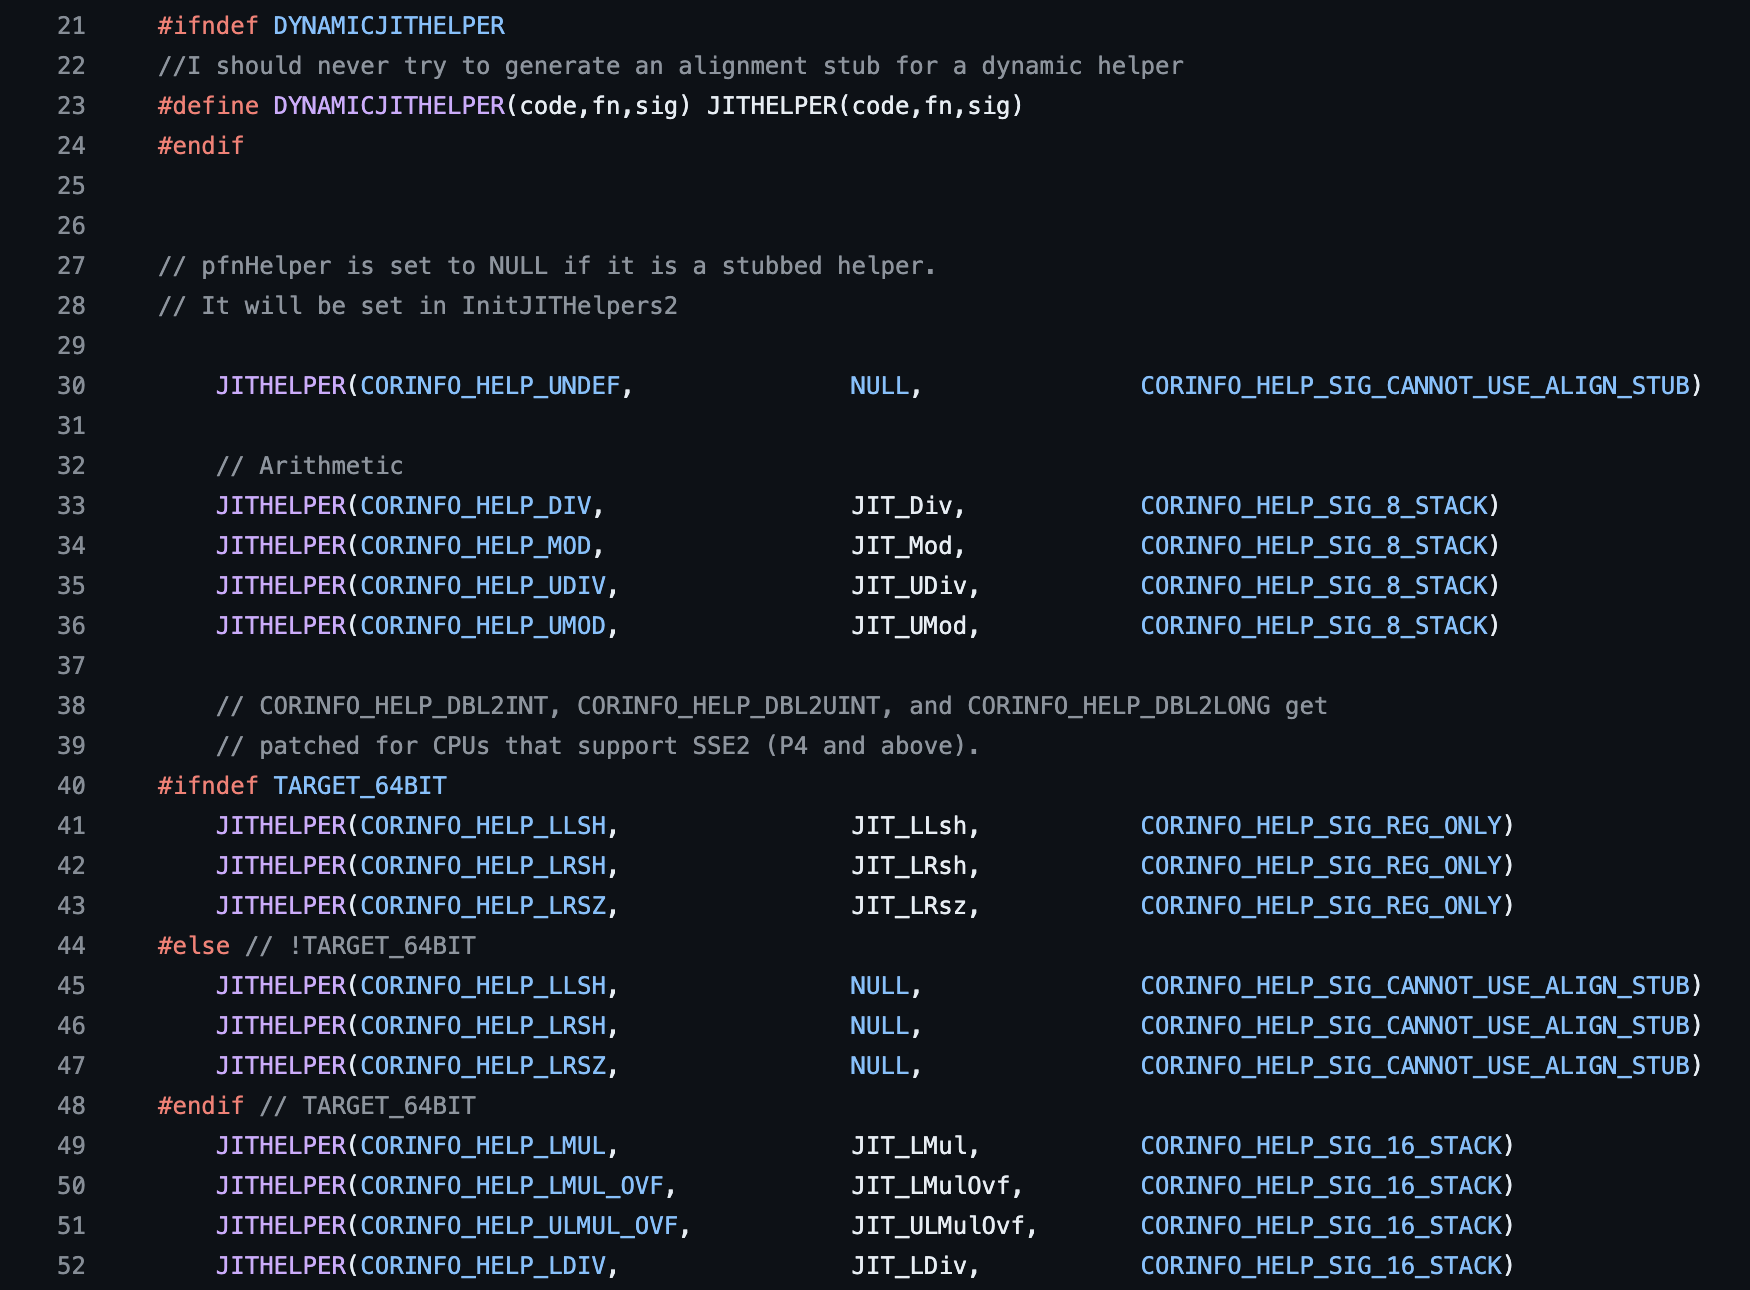 21 #ifndef DYNAMICJITHELPER
22 //I should never try to generate an alignment stub for a dynamic helper
23 #define DYNAMICJITHELPER(code,fn,sig) JITHELPER(code,fn,sig)
24 #endif
25
26
27 // pfnHelper is set to NULL if it is a stubbed helper.
28 // It will be set in InitJITHelpers2
29
30 JITHELPER(CORINFO_HELP_UNDEF, NULL, CORINFO_HELP_SIG_CANNOT_USE_ALIGN_STUB)
31
32 // Arithmetic
33 JITHELPER(CORINFO_HELP_DIV, JIT_Div, CORINFO_HELP_SIG_8_STACK)
34 JITHELPER(CORINFO_HELP_MOD, JIT_Mod, CORINFO_HELP_SIG_8_STACK)
35 JITHELPER(CORINFO_HELP_UDIV, JIT_UDiv, CORINFO_HELP_SIG_8_STACK)
36 JITHELPER(CORINFO_HELP_UMOD, JIT_UMod, CORINFO_HELP_SIG_8_STACK)
37
38 // CORINFO_HELP_DBL2INT, CORINFO_HELP_DBL2UINT, and CORINFO_HELP_DBL2LONG get
39 // patched for CPUs that support SSE2 (P4 and above).
40 #ifndef TARGET_64BIT
41 JITHELPER(CORINFO_HELP_LLSH, JIT_LLsh, CORINFO_HELP_SIG_REG_ONLY)
42 JITHELPER(CORINFO_HELP_LRSH, JIT_LRsh, CORINFO_HELP_SIG_REG_ONLY)
43 JITHELPER(CORINFO_HELP_LRSZ, JIT_LRsz, CORINFO_HELP_SIG_REG_ONLY)
44 #else // !TARGET_64BIT
45 JITHELPER(CORINFO_HELP_LLSH, NULL, CORINFO_HELP_SIG_CANNOT_USE_ALIGN_STUB)
46 JITHELPER(CORINFO_HELP_LRSH, NULL, CORINFO_HELP_SIG_CANNOT_USE_ALIGN_STUB)
47 JITHELPER(CORINFO_HELP_LRSZ, NULL, CORINFO_HELP_SIG_CANNOT_USE_ALIGN_STUB)
48 #endif // TARGET_64BIT
49 JITHELPER(CORINFO_HELP_LMUL, JIT_LMul, CORINFO_HELP_SIG_16_STACK)
50 JITHELPER(CORINFO_HELP_LMUL_OVF, JIT_LMulOvf, CORINFO_HELP_SIG_16_STACK)
51 JITHELPER(CORINFO_HELP_ULMUL_OVF, JIT_ULMulOvf, CORINFO_HELP_SIG_16_STACK)
52 JITHELPER(CORINFO_HELP_LDIV, JIT_LDiv, CORINFO_HELP_SIG_16_STACK)